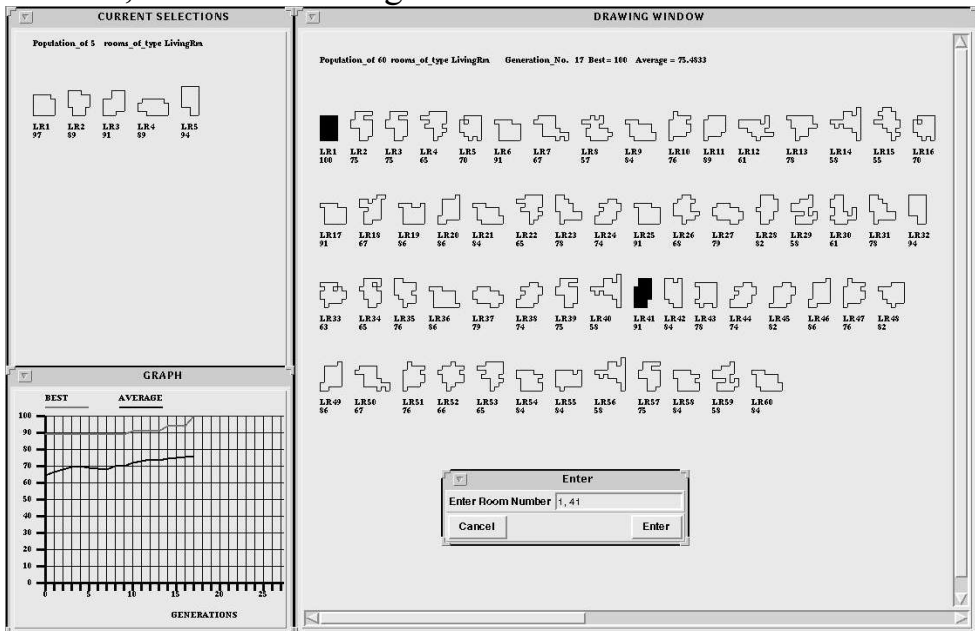 CURRENT SELECTIONS
Population_of 5 rooms_of_type LivingRm
LR1 LR2 LR3 LR4 LR5
97 89 91 89 94
GRAPH
BEST AVERAGE
100
90
80
70
60
50
40
30
20
10
0
0 5 10 15 20 25
GENERATIONS
DRAWING WINDOW
Population_of 60 rooms_of_type LivingRm Generation_No. 17 Best = 100 Average = 75.4833
LR1 LR2 LR3 LR4 LR5 LR6 LR7 LR8 LR9 LR10 LR11 LR12 LR13 LR14 LR15 LR16
100 75 75 65 70 91 67 57 84 76 89 61 78 58 55 70
LR17 LR18 LR19 LR20 LR21 LR22 LR23 LR24 LR25 LR26 LR27 LR28 LR29 LR30 LR31 LR32
91 67 86 86 84 65 78 74 91 68 79 82 58 61 78 94
LR33 LR34 LR35 LR36 LR37 LR38 LR39 LR40 LR41 LR42 LR43 LR44 LR45 LR46 LR47 LR48
63 65 76 86 79 74 75 58 91 84 78 74 82 86 76 82
LR49 LR50 LR51 LR52 LR53 LR54 LR55 LR56 LR57 LR58 LR59 LR60
86 67 76 66 65 84 84 58 75 84 58 84
Enter
Enter Room Number 1,41
Cancel Enter